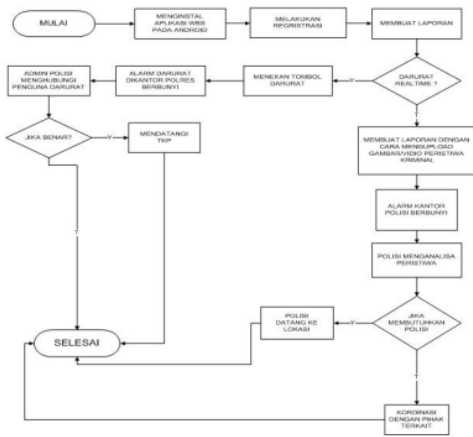 MULAI
MENGINSTAL
APLIKASI WBS
PADA ANDROID
MELAKUKAN
REGRISTRASI
MEMBUAT LAPORAN
DARURAT
REALTIME ?
Y
MENEKAN TOMBOL
DARURAT
ALARM DARURAT
DIKANTOR POLRES
BERBUNYI
ADMIN POLISI
MENGHUBUNGI
PENGUNA DARURAT
JIKA BENAR?
Y
MENDATANGI
TKP
T
T
MEMBUAT LAPORAN DENGAN
CARA MENGUPLOAD
GAMBAR/VIDIO PERISTIWA
KRIMINAL
ALARM KANTOR
POLISI BERBUNYI
POLISI MENGANALISA
PERISTIWA
JIKA
MEMBUTUHKAN
POLISI
Y
POLISI
DATANG KE
LOKASI
SELESAI
T
KORDINASI
DENGAN PIHAK
TERKAIT